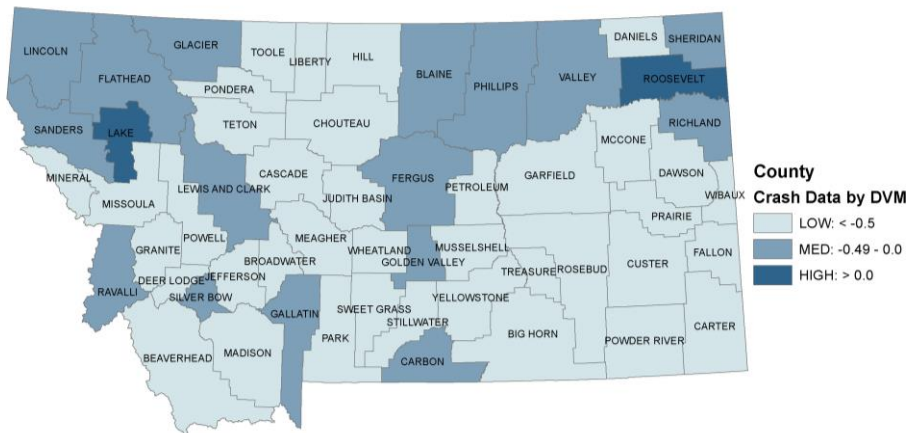 LINCOLN
GLACIER
TOOLE
LIBERTY
HILL
DANIELS
SHERIDAN
FLATHEAD
BLAINE
PHILLIPS
VALLEY
ROOSEVELT
PONDERA
TETON
CHOUTEAU
RICHLAND
SANDERS
LAKE
MCCONE
MINERAL
MISSOULA
LEWIS AND CLARK
CASCADE
JUDITH BASIN
FERGUS
PETROLEUM
GARFIELD
DAWSON
WIBAUX
PRAIRIE
POWELL
MEAGHER
GRANITE
BROADWATER
WHEATLAND
MUSSELSHELL
GOLDEN VALLEY
TREASURE
ROSEBUD
CUSTER
FALLON
DEER LODGE
JEFFERSON
RAVALLI
SILVER BOW
GALLATIN
PARK
SWEET GRASS
STILLWATER
YELLOWSTONE
BIG HORN
POWDER RIVER
CARTER
BEAVERHEAD
MADISON
CARBON
County
Crash Data by DVM
LOW: < -0.5
MED: -0.49 - 0.0
HIGH: > 0.0